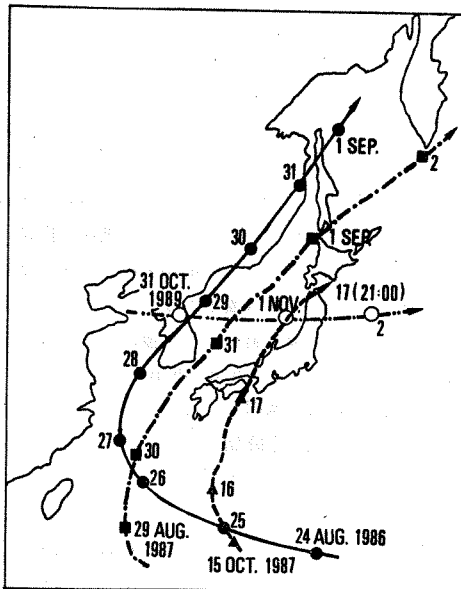 1 SEP.
31
2
30
1 SEP.
31 OCT.
1989
29
1 NOV.
17 (21:00)
2
31
28
17
27
30
26
16
25
29 AUG.
1987
24 AUG. 1986
15 OCT. 1987